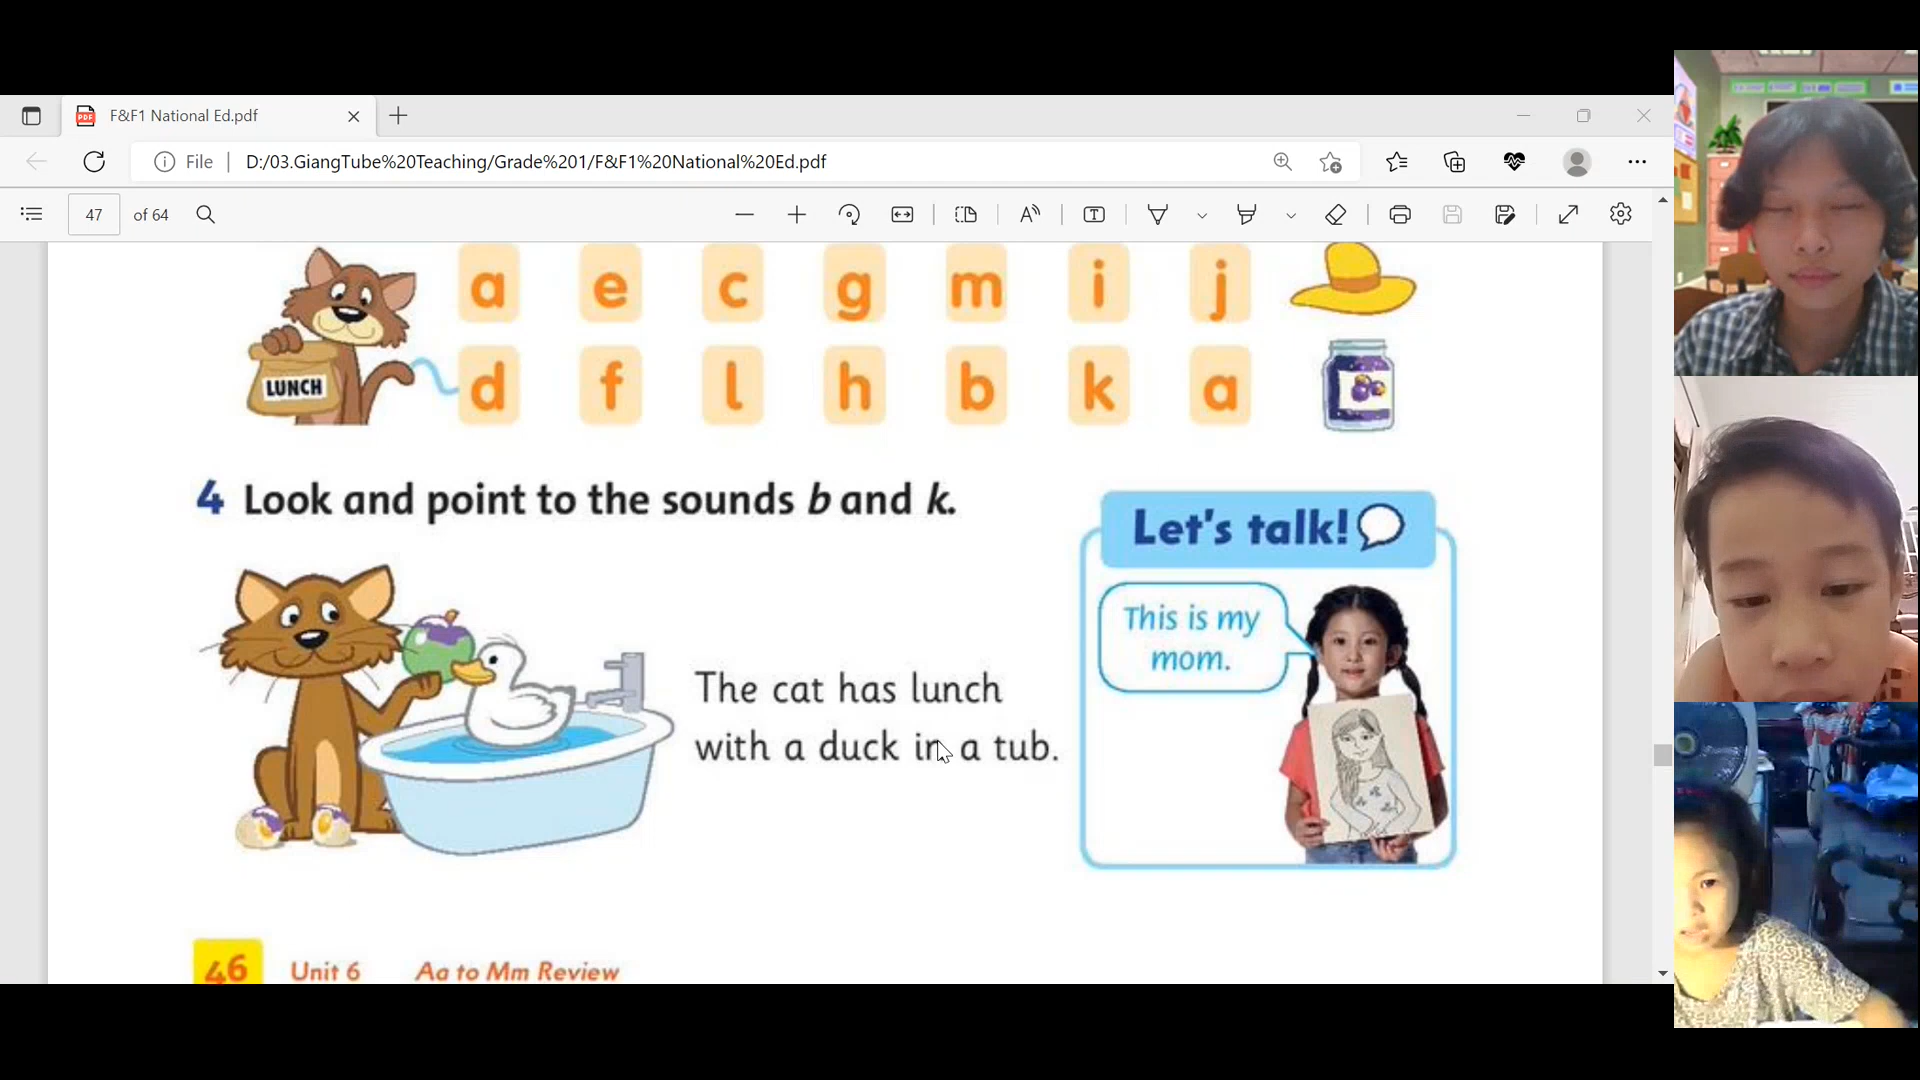 F&F1 National Ed.pdf
File
D:/03.GiangTube%20Teaching/Grade%201/F&F1%20National%20Ed.pdf
47 of 64
a e c g m i j
LUNCH
d f l h b k a
4 Look and point to the sounds b and k.
Let's talk!
This is my
mom.
The cat has lunch
with a duck in a tub.
46 Unit 6 Aa to Mm Review